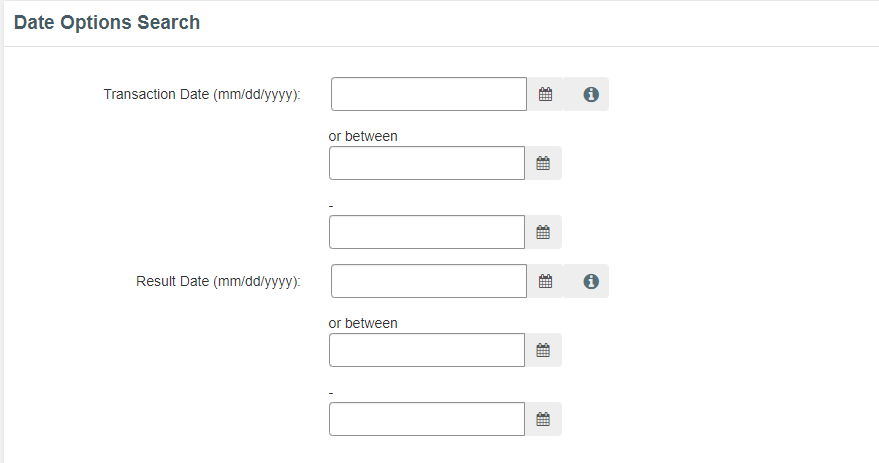 Date Options Search
Transaction Date (mm/dd/yyyy):
or between
-
Result Date (mm/dd/yyyy):
or between
-